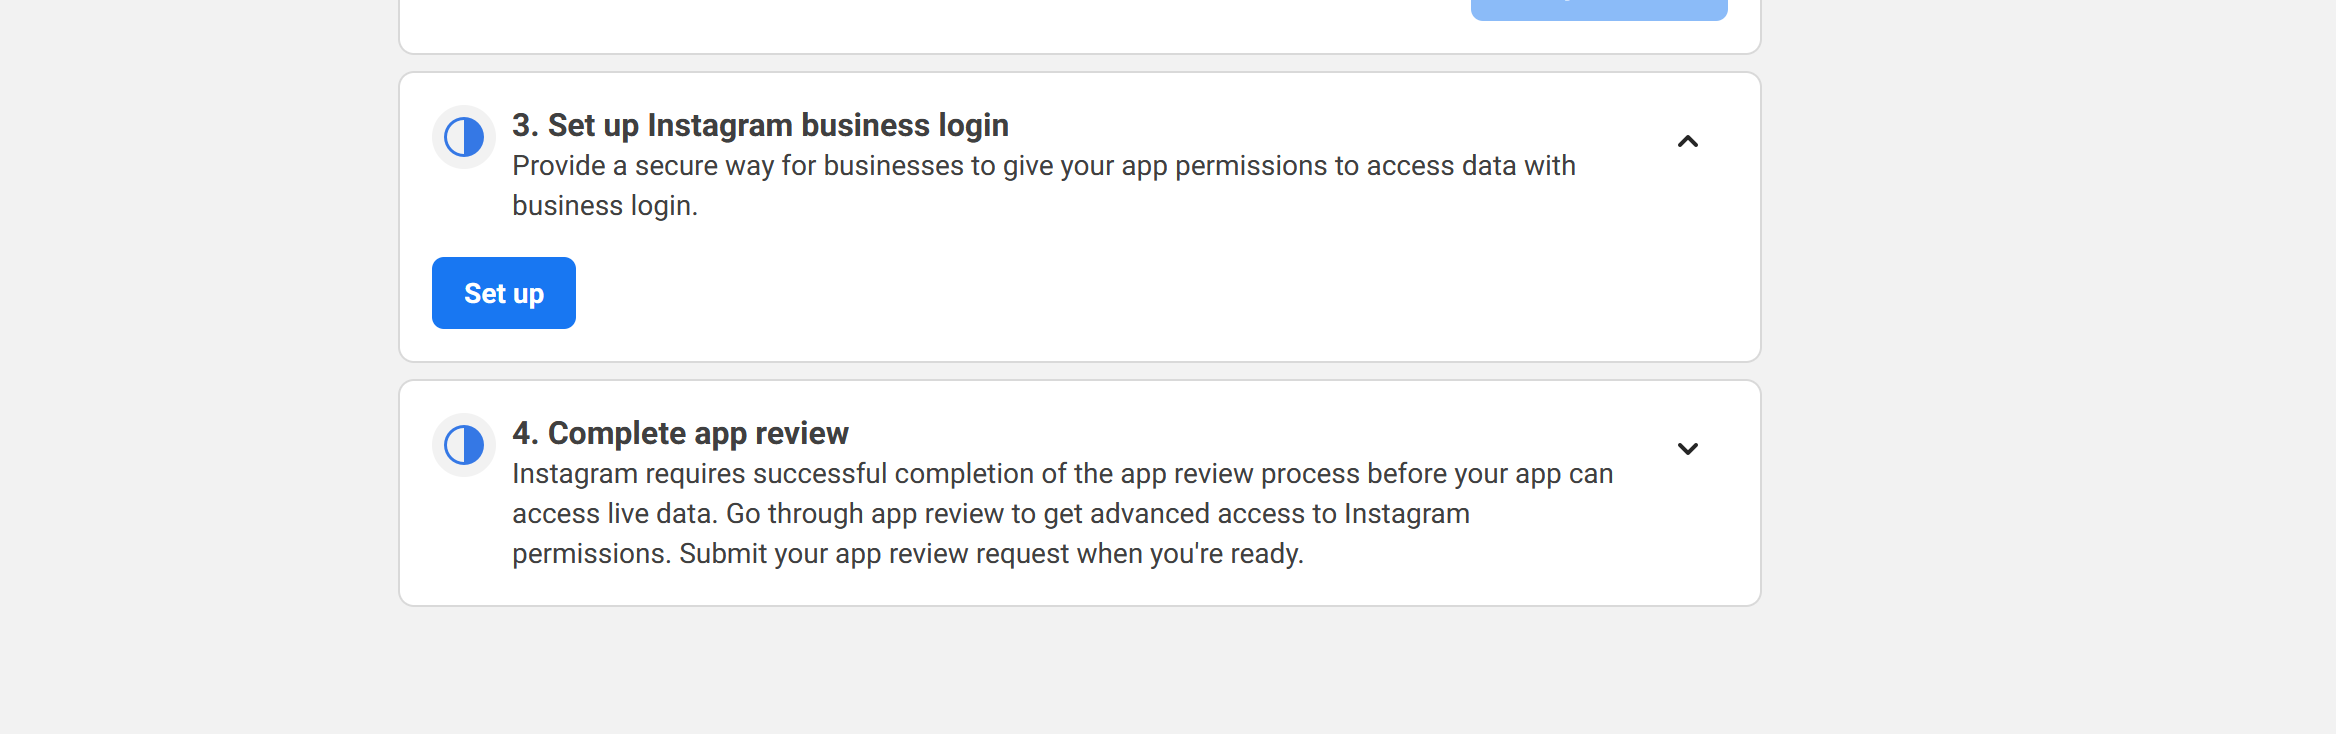 3. Set up Instagram business login
Provide a secure way for businesses to give your app permissions to access data with
business login.
Set up
4. Complete app review
Instagram requires successful completion of the app review process before your app can
access live data. Go through app review to get advanced access to Instagram
permissions. Submit your app review request when you're ready.